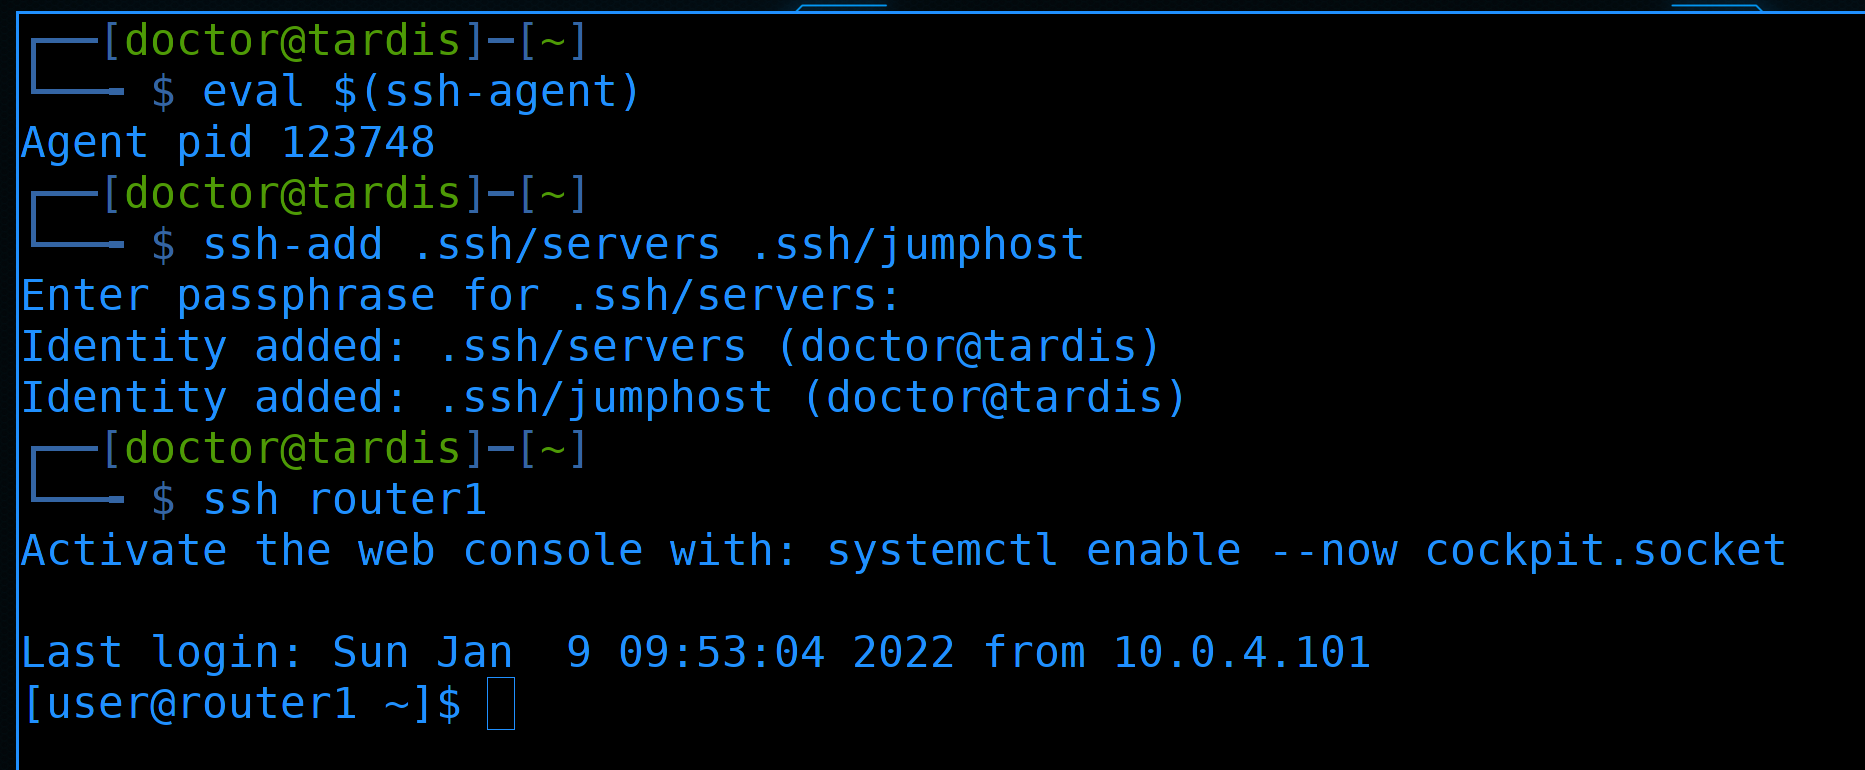 ┌──[doctor@tardis]─[~]
└──╼ $ eval $(ssh-agent)
Agent pid 123748
┌──[doctor@tardis]─[~]
└──╼ $ ssh-add .ssh/servers .ssh/jumphost
Enter passphrase for .ssh/servers:
Identity added: .ssh/servers (doctor@tardis)
Identity added: .ssh/jumphost (doctor@tardis)
┌──[doctor@tardis]─[~]
└──╼ $ ssh router1
Activate the web console with: systemctl enable --now cockpit.socket
Last login: Sun Jan  9 09:53:04 2022 from 10.0.4.101
[user@router1 ~]$